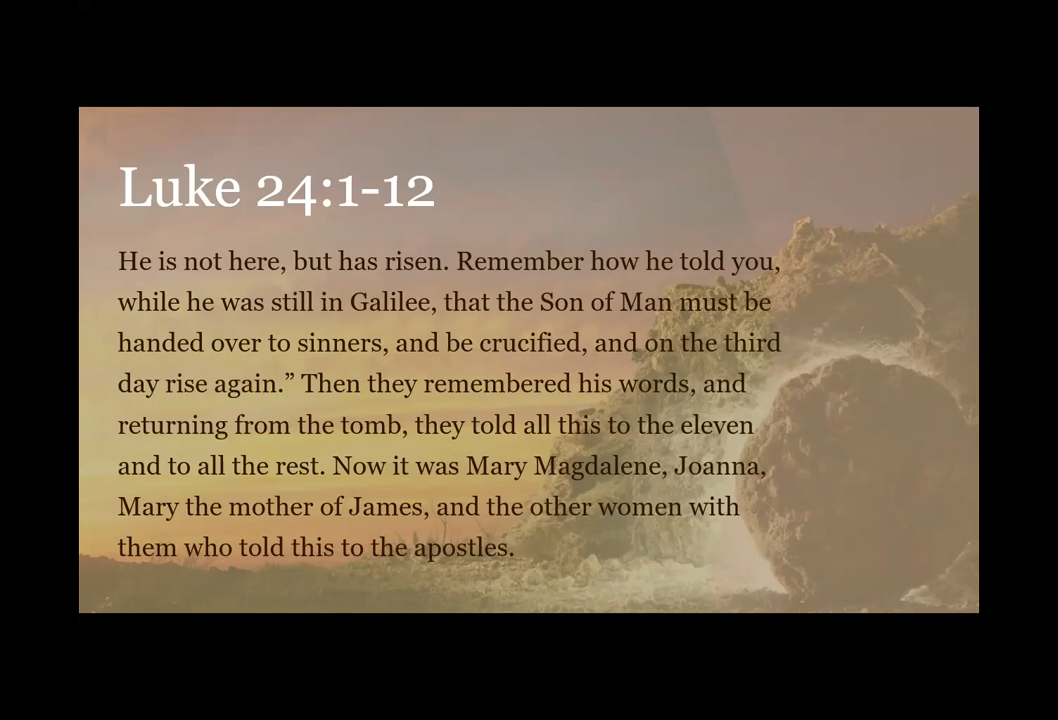 Luke 24:1-12
He is not here, but has risen. Remember how he told you,
while he was still in Galilee, that the Son of Man must be
handed over to sinners, and be crucified, and on the third
day rise again.” Then they remembered his words, and
returning from the tomb, they told all this to the eleven
and to all the rest. Now it was Mary Magdalene, Joanna,
Mary the mother of James, and the other women with
them who told this to the apostles.